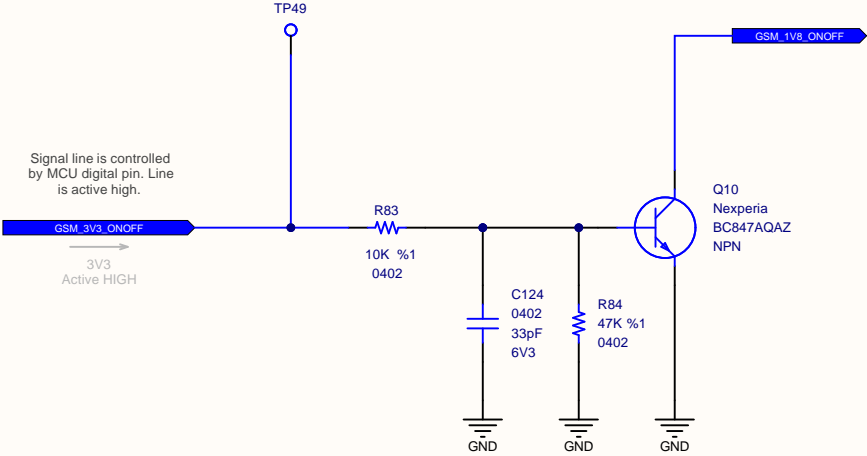 TP49
GSM_1V8_ONOFF
Signal line is controlled
by MCU digital pin. Line
is active high.
GSM_3V3_ONOFF
3V3
Active HIGH
R83
10K %1
0402
Q10
Nexperia
BC847AQAZ
NPN
C124
0402
33pF
6V3
R84
47K %1
0402
GND
GND
GND